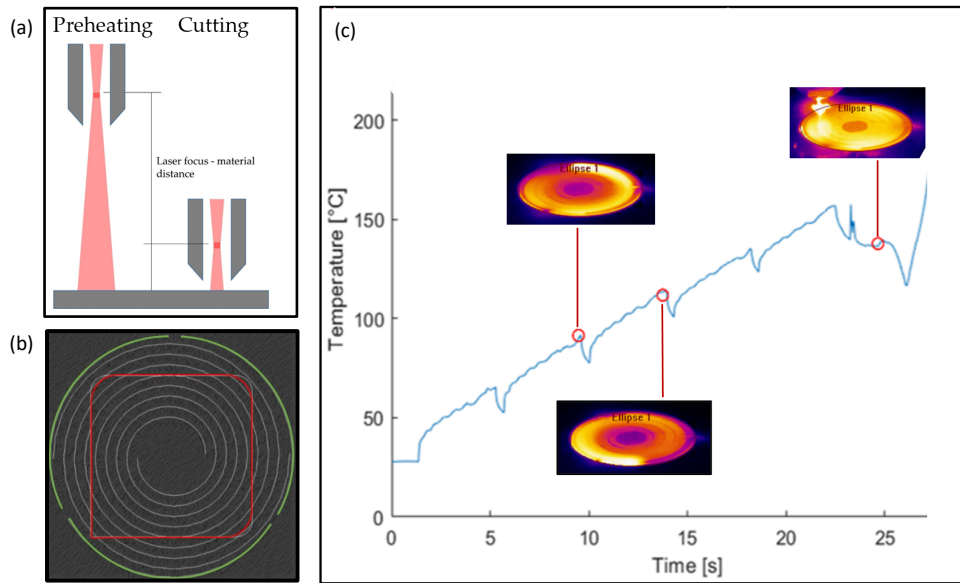 (a)
Preheating Cutting
Laser focus - material
distance
(b)
(c)
Temperature [°C]
200
150
100
50
0
Ellipse 1
Ellipse 1
Ellipse 1
0 5 10 15 20 25
Time [s]